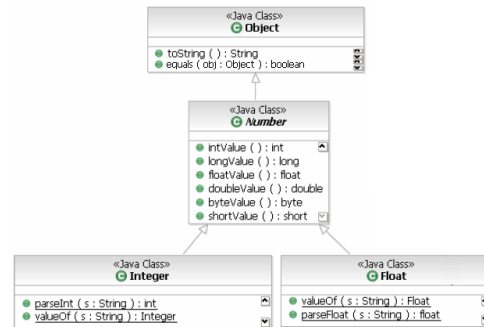 «Java Class»
Object
toString ( ) : String
equals ( obj : Object ) : boolean
«Java Class»
Number
intValue ( ) : int
longValue ( ) : long
floatValue ( ) : float
doubleValue ( ) : double
byteValue ( ) : byte
shortValue ( ) : short
«Java Class»
Integer
parseInt ( s : String ) : int
valueOf ( s : String ) : Integer
«Java Class»
Float
valueOf ( s : String ) : Float
parseFloat ( s : String ) : float